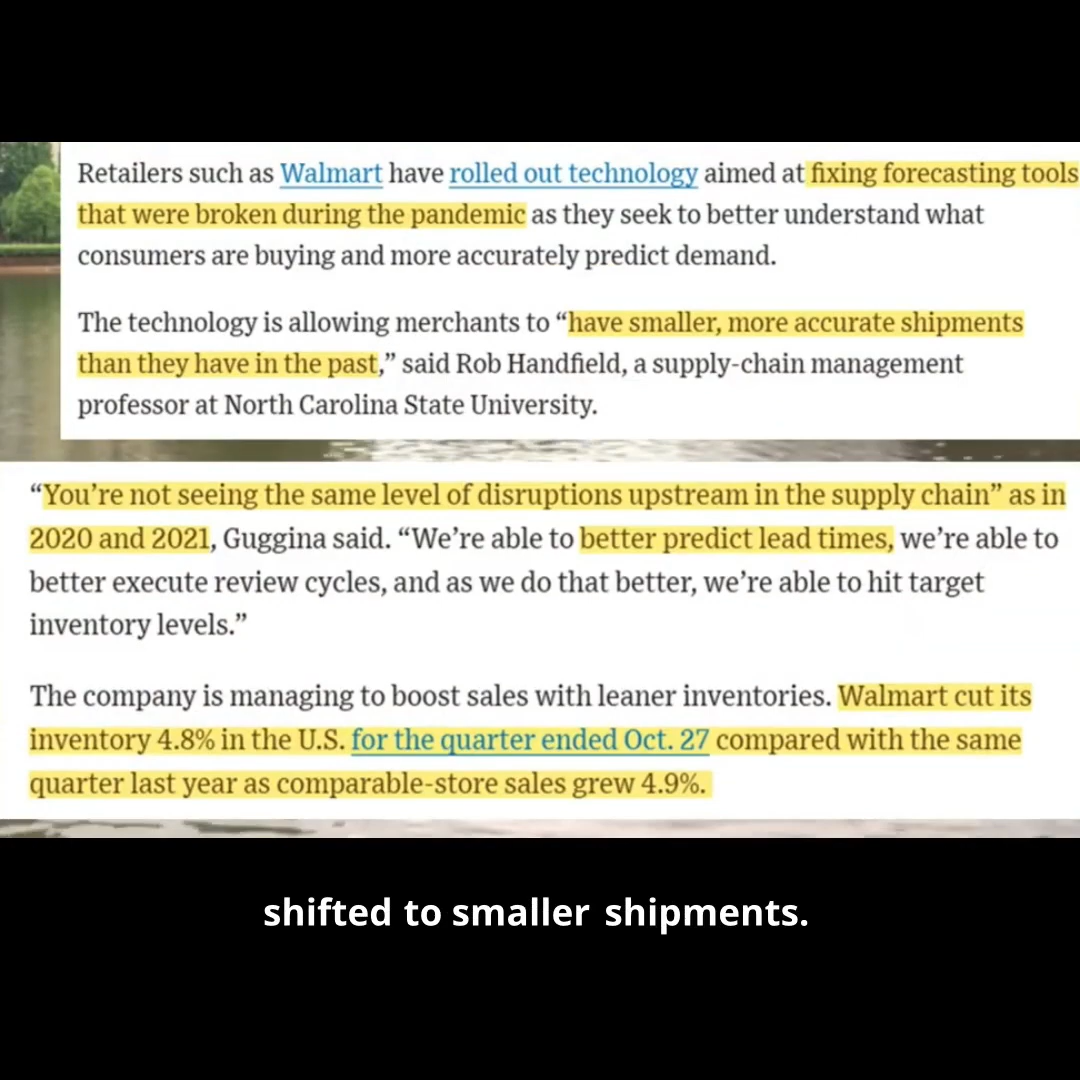 Retailers such as Walmart have rolled out technology aimed at fixing forecasting tools
that were broken during the pandemic as they seek to better understand what
consumers are buying and more accurately predict demand.
The technology is allowing merchants to “have smaller, more accurate shipments
than they have in the past,” said Rob Handfield, a supply-chain management
professor at North Carolina State University.
“You’re not seeing the same level of disruptions upstream in the supply chain” as in
2020 and 2021, Guggina said. “We’re able to better predict lead times, we’re able to
better execute review cycles, and as we do that better, we’re able to hit target
inventory levels.”
The company is managing to boost sales with leaner inventories. Walmart cut its
inventory 4.8% in the U.S. for the quarter ended Oct. 27 compared with the same
quarter last year as comparable-store sales grew 4.9%.
shifted to smaller shipments.